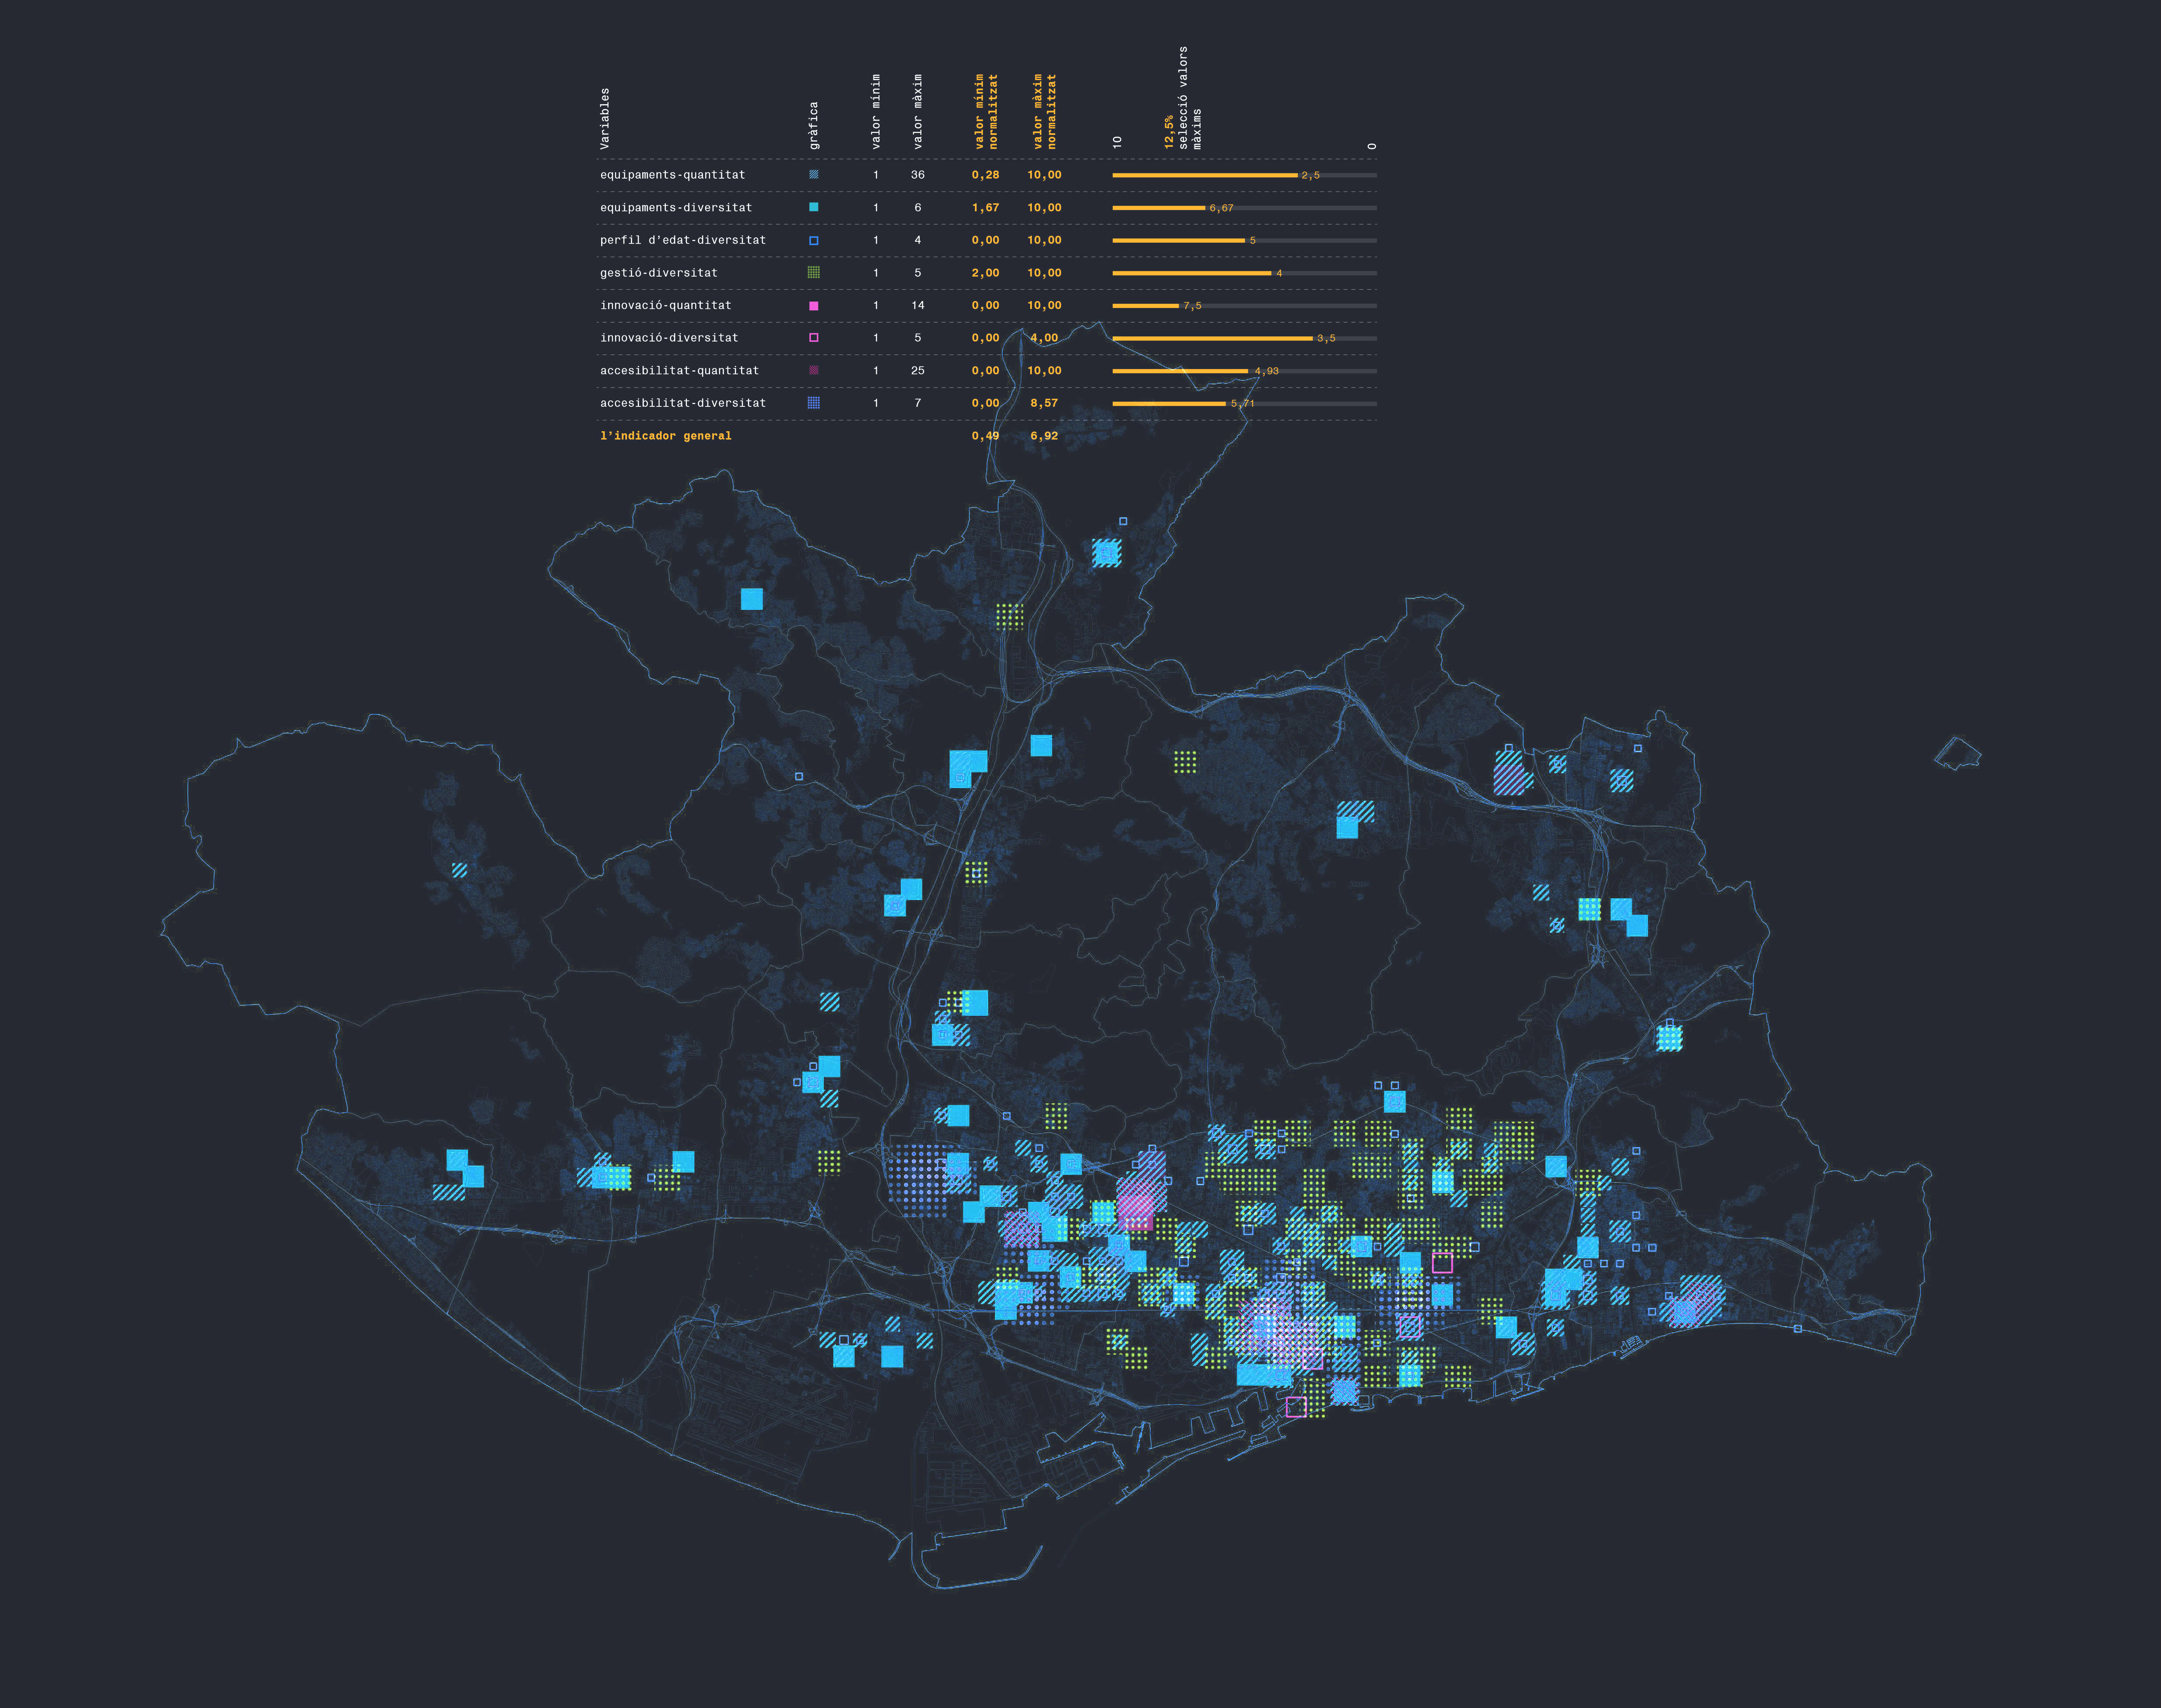 Variables
gràfica
valor mínim
valor màxim
valor mínim
normalitzat
valor màxim
normalitzat
10
12,5%
selecció valors
màxims
0
equipaments-quantitat 1 36 0,28 10,00 2,5
equipaments-diversitat 1 6 1,67 10,00 6,67
perfil d'edat-diversitat 1 4 0,00 10,00 5
gestió-diversitat 1 5 2,00 10,00 4
innovació-quantitat 1 14 0,00 10,00 7,5
innovació-diversitat 1 5 0,00 4,00 3,5
accesibilitat-quantitat 1 25 0,00 10,00 4,93
accesibilitat-diversitat 1 7 0,00 8,57 5,71
l'indicador general 0,49 6,92